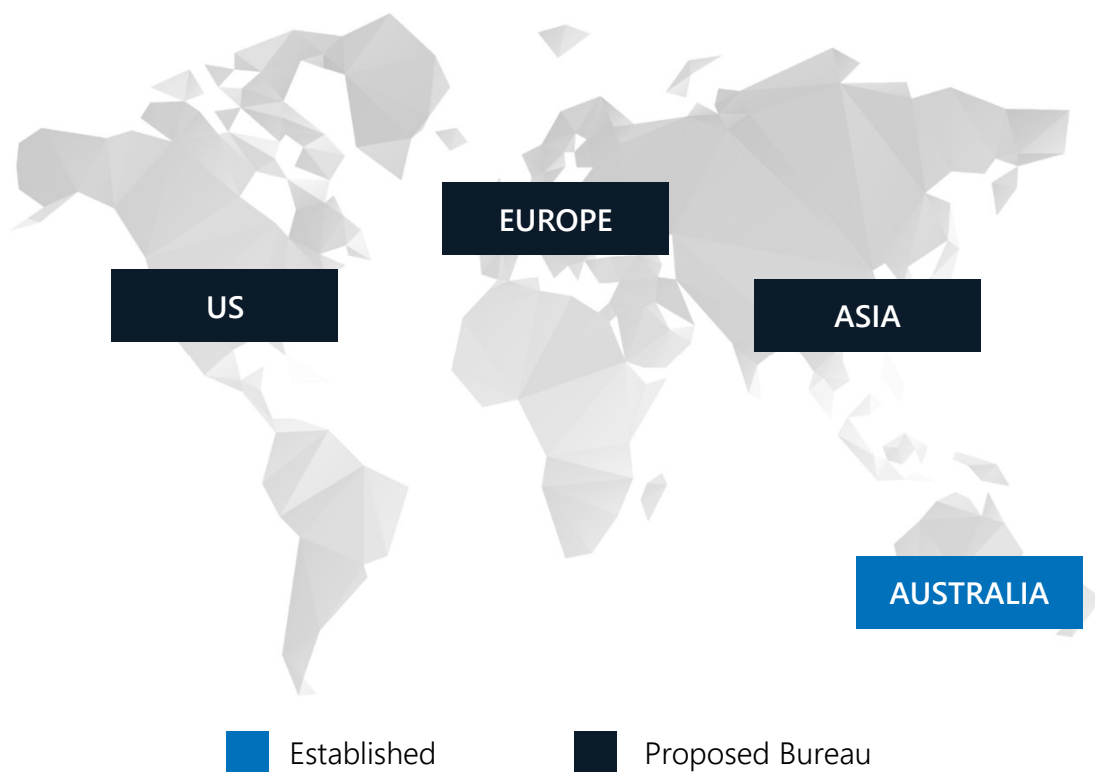 EUROPE
US
ASIA
AUSTRALIA
Established
Proposed Bureau